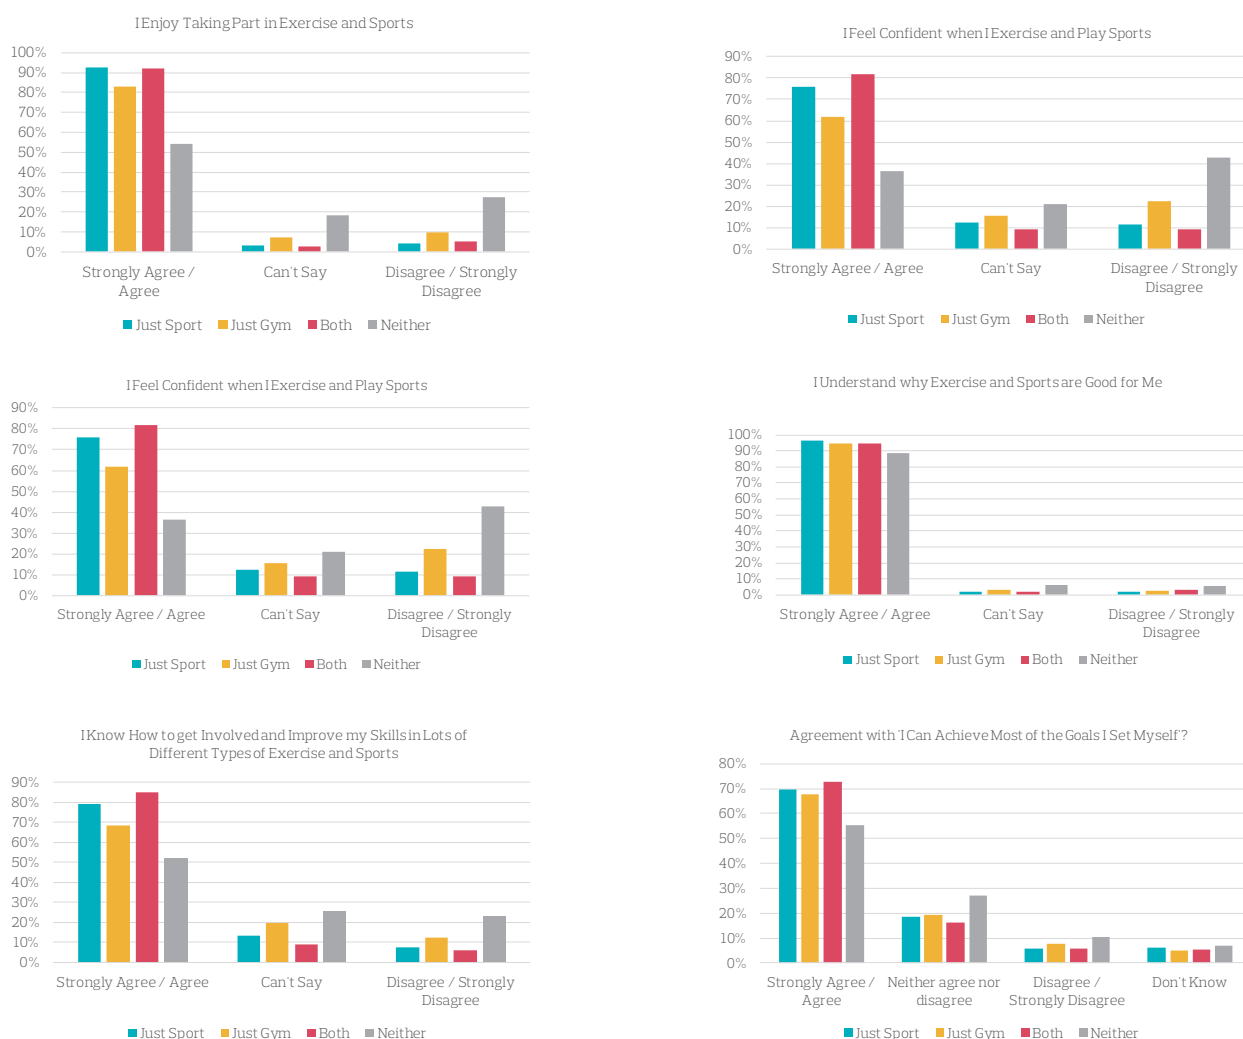 I Enjoy Taking Part in Exercise and Sports
100%
90%
80%
70%
60%
50%
40%
30%
20%
10%
0%
Strongly Agree /
Agree
Can't Say
Disagree / Strongly
Disagree
Just Sport Just Gym Both Neither
I Feel Confident when I Exercise and Play Sports
90%
80%
70%
60%
50%
40%
30%
20%
10%
0%
Strongly Agree / Agree
Can't Say
Disagree / Strongly
Disagree
Just Sport Just Gym Both Neither
I Feel Confident when I Exercise and Play Sports
90%
80%
70%
60%
50%
40%
30%
20%
10%
0%
Strongly Agree / Agree
Can't Say
Disagree / Strongly
Disagree
Just Sport Just Gym Both Neither
I Understand why Exercise and Sports are Good for Me
100%
90%
80%
70%
60%
50%
40%
30%
20%
10%
0%
Strongly Agree / Agree
Can't Say
Disagree / Strongly
Disagree
Just Sport Just Gym Both Neither
I Know How to get Involved and Improve my Skills in Lots of
Different Types of Exercise and Sports
90%
80%
70%
60%
50%
40%
30%
20%
10%
0%
Strongly Agree / Agree
Can't Say
Disagree / Strongly
Disagree
Just Sport Just Gym Both Neither
Agreement with 'I Can Achieve Most of the Goals I Set Myself'?
80%
70%
60%
50%
40%
30%
20%
10%
0%
Strongly Agree /
Agree
Neither agree nor
disagree
Disagree /
Strongly Disagree
Don't Know
Just Sport Just Gym Both Neither